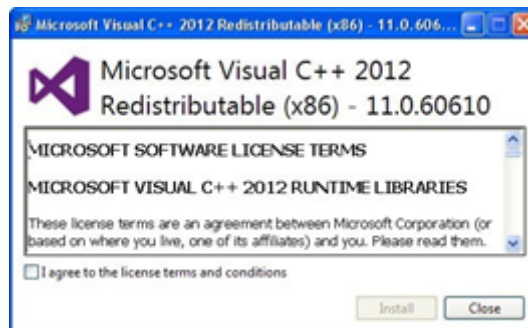 Microsoft Visual C++ 2012 Redistributable (x86) - 11.0.606...
Microsoft Visual C++ 2012
Redistributable (x86) - 11.0.60610
MICROSOFT SOFTWARE LICENSE TERMS
MICROSOFT VISUAL C++ 2012 RUNTIME LIBRARIES
These license terms are an agreement between Microsoft Corporation (or
based on where you live, one of its affiliates) and you. Please read them.
I agree to the license terms and conditions
Install
Close